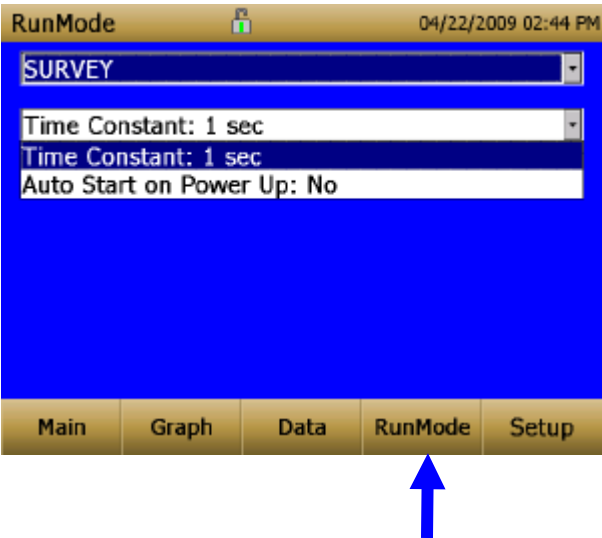 RunMode 04/22/2009 02:44 PM
SURVEY
Time Constant: 1 sec
Time Constant: 1 sec
Auto Start on Power Up: No
Main Graph Data RunMode Setup